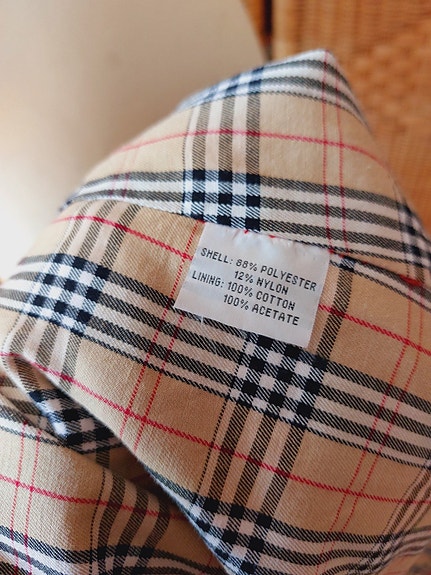 SHELL: 88% POLYESTER
12% NYLON
LINING: 100% COTTON
100% ACETATE